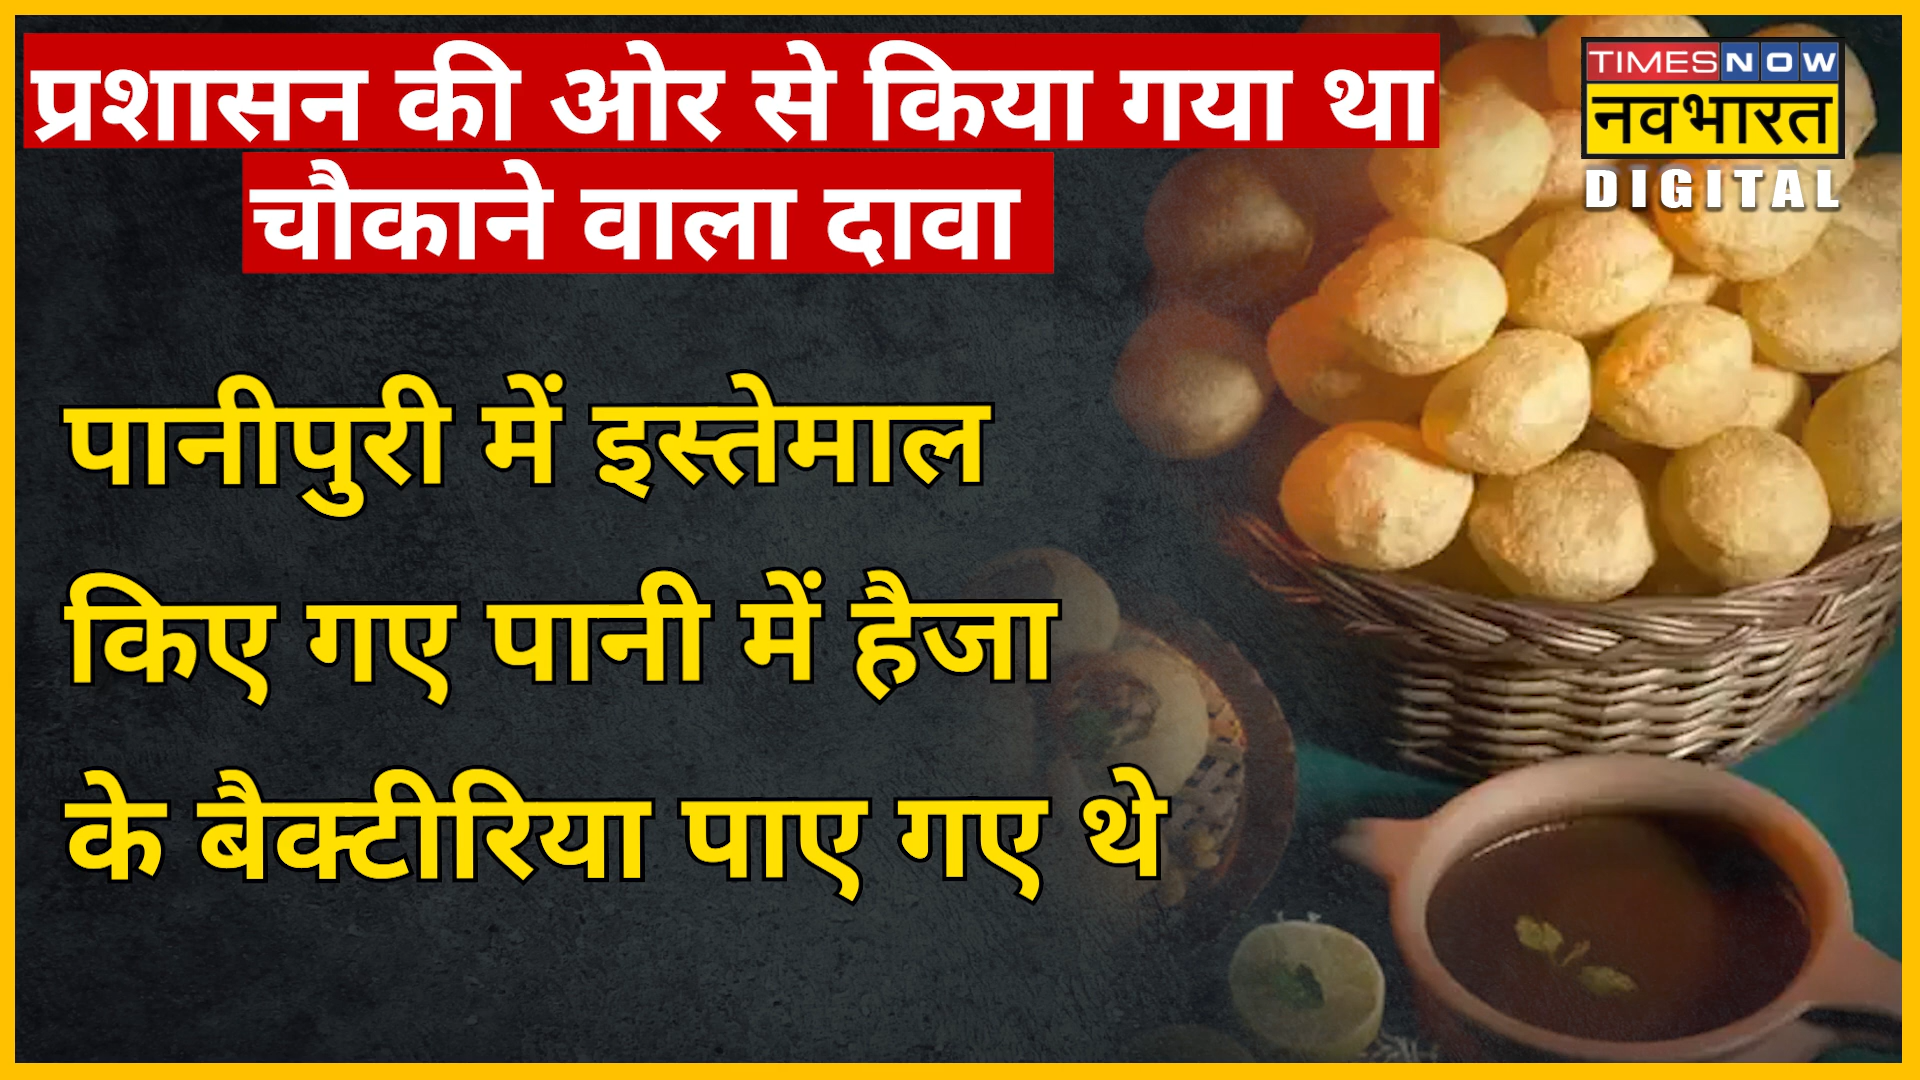 प्रशासन की ओर से किया गया था
चौकाने वाला दावा
TIMES NOW
नवभारत
DIGITAL
पानीपुरी में इस्तेमाल
किए गए पानी में हैजा
के बैक्टीरिया पाए गए थे